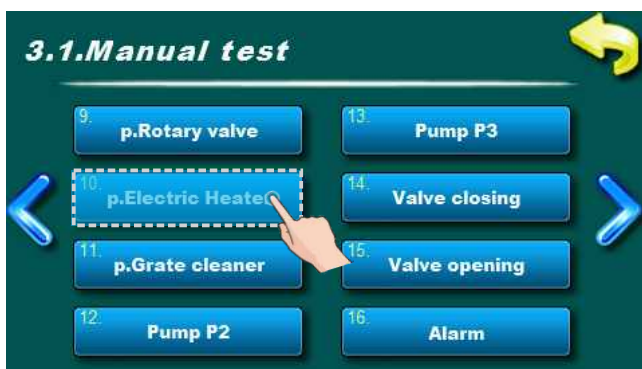 3.1.Manual test
9.
p.Rotary valve
10.
p.Electric Heater
11.
p.Grate cleaner
12.
Pump P2
13.
Pump P3
14.
Valve closing
15.
Valve opening
16.
Alarm